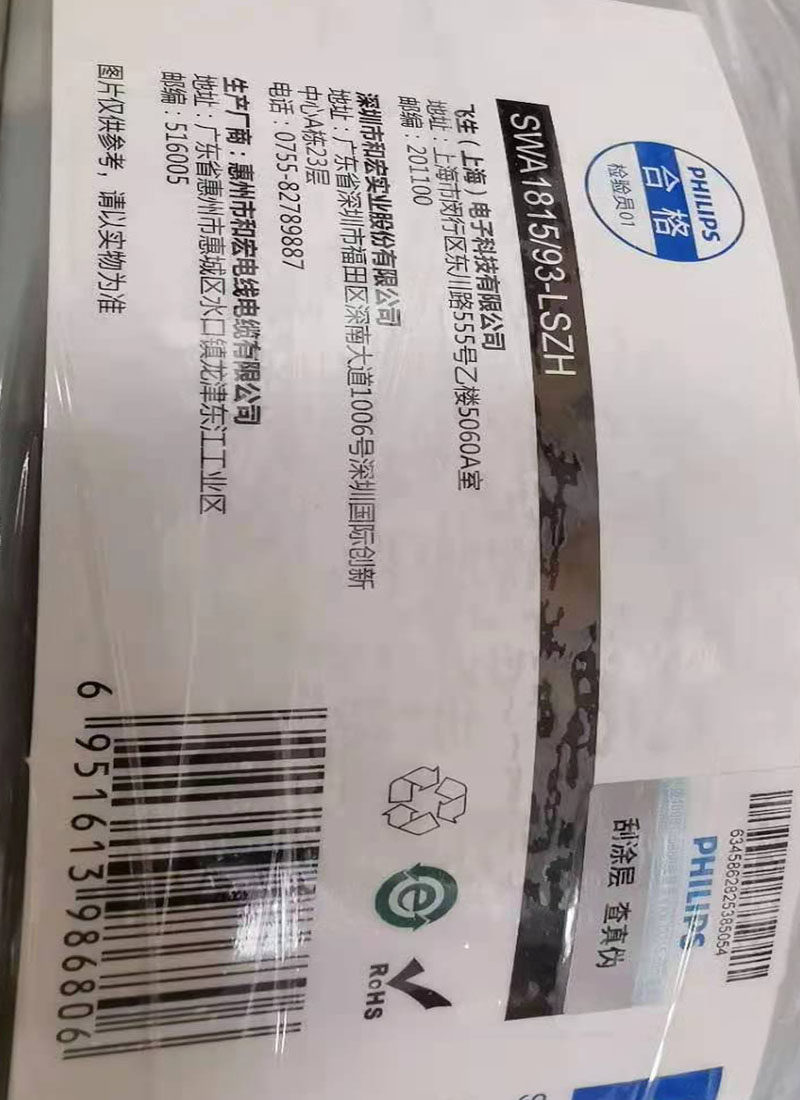 PHILIPS
合格
检验员01
SWA1815/93-LSZH
飞生（上海）电子科技有限公司
地址：上海市闵行区东川路555号乙楼5060A室
邮编：201100
深圳市和宏实业股份有限公司
地址：广东省深圳市福田区深南大道1006号深圳国际创新
中心A栋23层
电话：0755-82789887
生产厂商：惠州市和宏电线电缆有限公司
地址：广东省惠州市惠城区水口镇龙津东江工业区
邮编：516005
图片仅供参考，请以实物为准
6345862825385054
PHILIPS
刮涂层 查真伪
e
RoHS
6 951613 986806